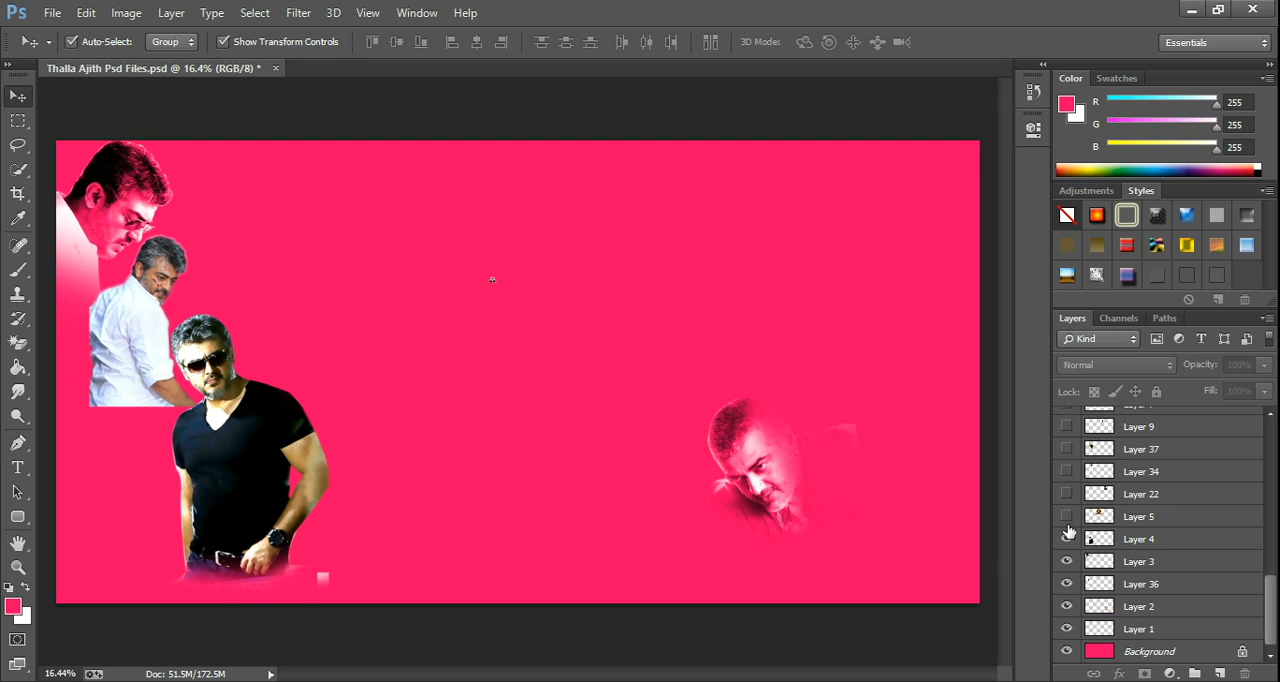 Ps File Edit Image Layer Type Select Filter 3D View Window Help
Auto-Select: Group Show Transform Controls 3D Mode: Essentials
Thalla Ajith Psd Files.psd @ 16.4% (RGB/8) *
Color Swatches
R 255
G 255
B 255
Adjustments Styles
Layers Channels Paths
Kind T
Normal Opacity: 100%
Lock: Fill: 100%
Layer 9
Layer 37
Layer 34
Layer 22
Layer 5
Layer 4
Layer 3
Layer 36
Layer 2
Layer 1
Background
16.44% Doc: 51.5M/172.5M
fx